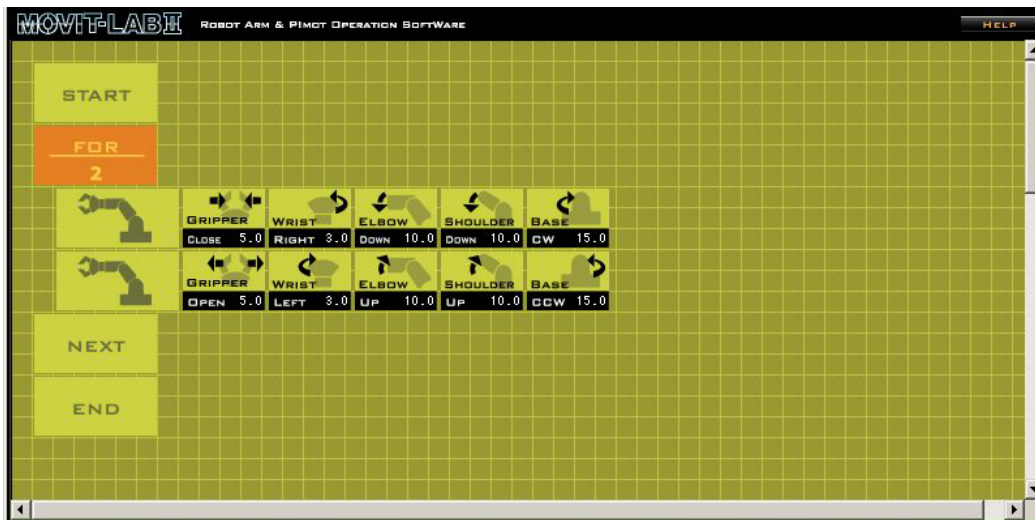 MOVIT-LAB II ROBOT ARM & PIMOT OPERATION SOFTWARE HELP
START
FOR
2
GRIPPER WRIST ELBOW SHOULDER BASE
CLOSE 5.0 RIGHT 3.0 DOWN 10.0 DOWN 10.0 CW 15.0
GRIPPER WRIST ELBOW SHOULDER BASE
OPEN 5.0 LEFT 3.0 UP 10.0 UP 10.0 CCW 15.0
NEXT
END